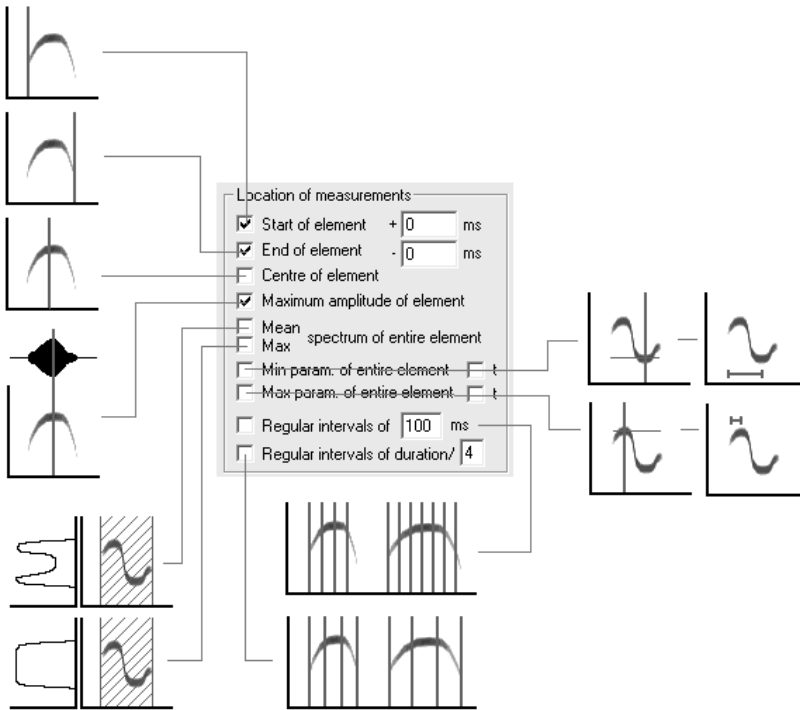 Location of measurements
Start of element + 0 ms
End of element - 0 ms
Centre of element
Maximum amplitude of element
Mean
spectrum of entire element
Max
Min param. of entire element t
Max param. of entire element t
Regular intervals of 100 ms
Regular intervals of duration/ 4